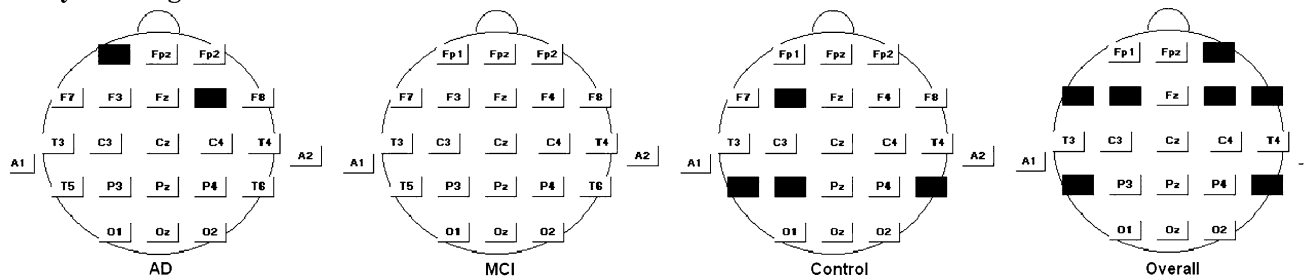 Fpz Fp2
F7 F3 Fz F8
T3 C3 Cz C4 T4
A1 A2
T5 P3 Pz P4 T6
O1 Oz O2
AD
Fp1 Fpz Fp2
F7 F3 Fz F4 F8
T3 C3 Cz C4 T4
A1 A2
T5 P3 Pz P4 T6
O1 Oz O2
MCI
Fp1 Fpz Fp2
F7 Fz F4 F8
T3 C3 Cz C4 T4
A1 A2
Pz P4
O1 Oz O2
Control
Fp1 Fpz
Fz
T3 C3 Cz C4 T4
A1
P3 Pz P4
O1 Oz O2
Overall